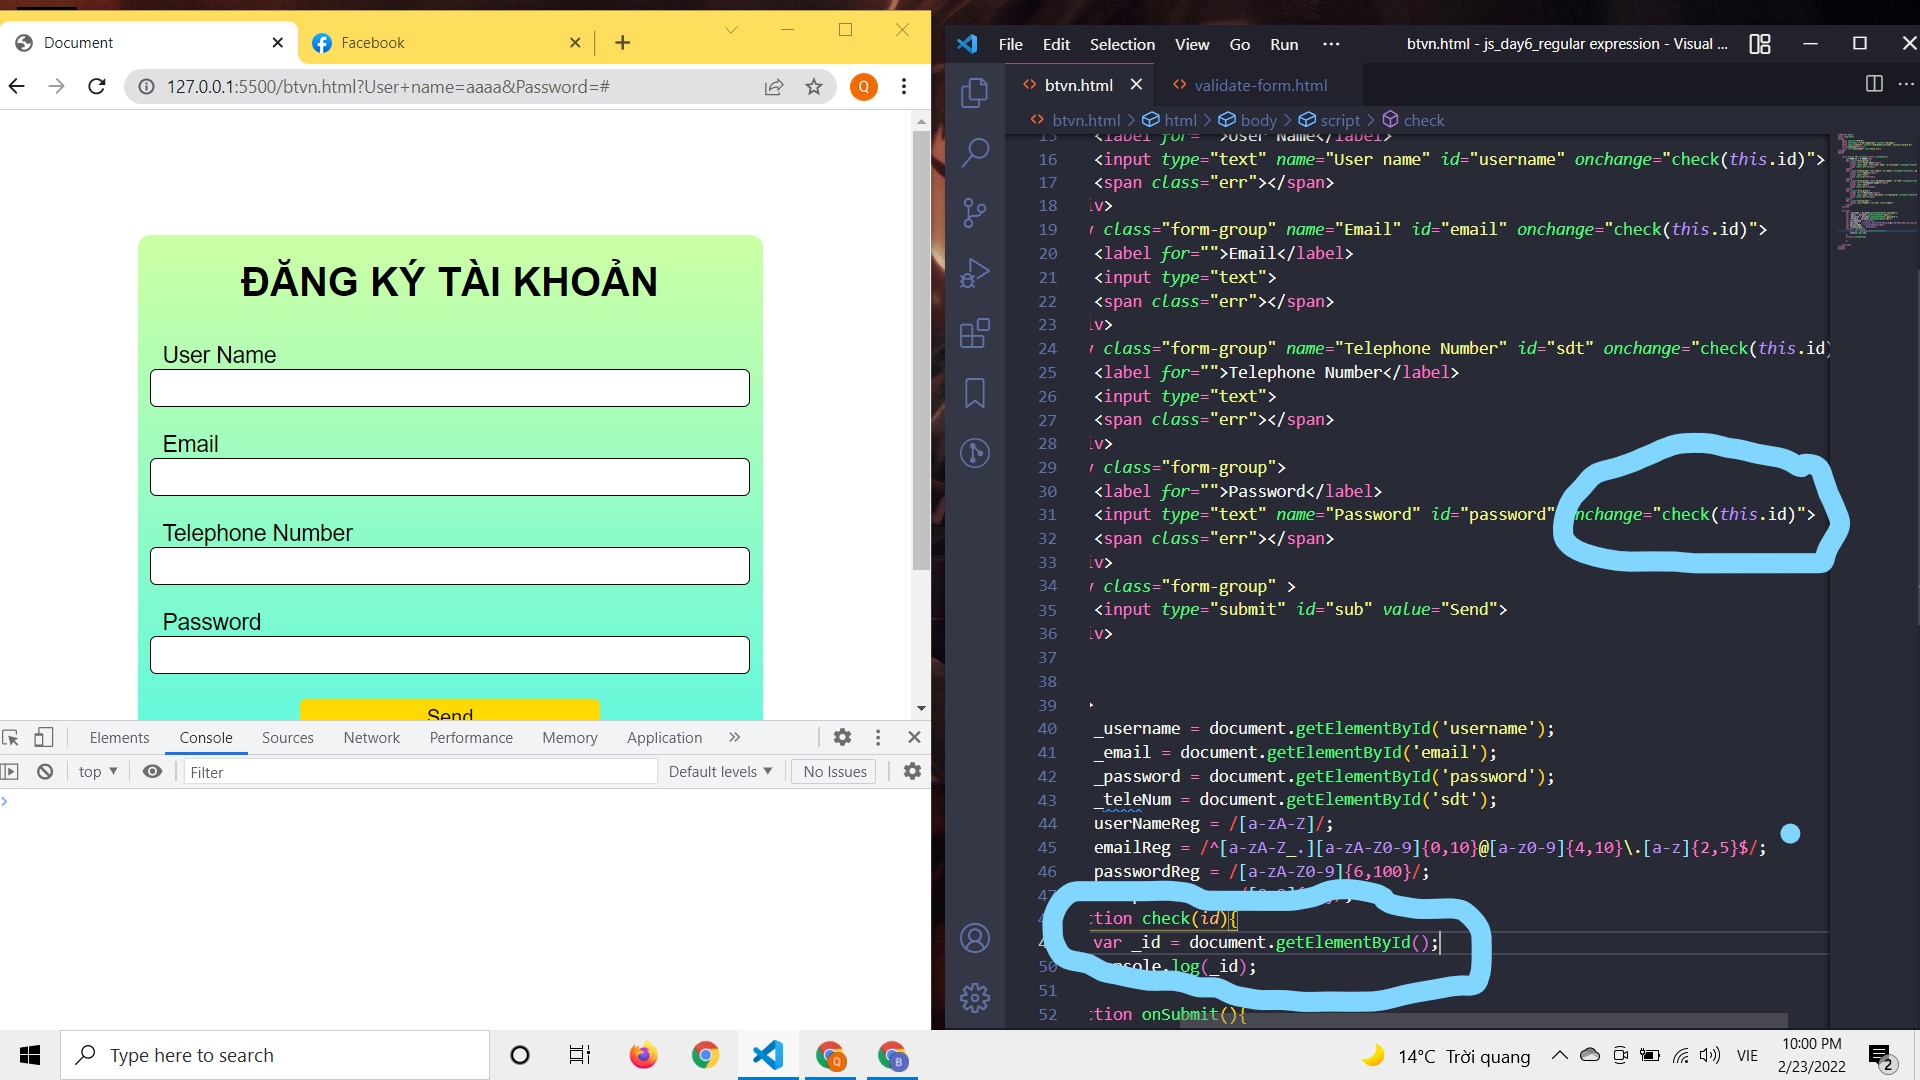 Document
Facebook
127.0.0.1:5500/btvn.html?User+name=aaaa&Password=#
Q
ĐĂNG KÝ TÀI KHOẢN
User Name
Email
Telephone Number
Password
Send
Elements Console Sources Network Performance Memory Application »
top Filter Default levels No Issues
File Edit Selection View Go Run ··· btvn.html - js_day6_regular expression - Visual ...
btvn.html validate-form.html
btvn.html > html > body > script > check
15 <label for="">User Name</label>
16 <input type="text" name="User name" id="username" onchange="check(this.id)">
17 <span class="err"></span>
18 iv>
19 class="form-group" name="Email" id="email" onchange="check(this.id)">
20 <label for="">Email</label>
21 <input type="text">
22 <span class="err"></span>
23 iv>
24 class="form-group" name="Telephone Number" id="sdt" onchange="check(this.id)
25 <label for="">Telephone Number</label>
26 <input type="text">
27 <span class="err"></span>
28 iv>
29 class="form-group">
30 <label for="">Password</label>
31 <input type="text" name="Password" id="password" nchange="check(this.id)">
32 <span class="err"></span>
33 iv>
34 class="form-group" >
35 <input type="submit" id="sub" value="Send">
36 iv>
37
38
39 >
40 _username = document.getElementById('username');
41 _email = document.getElementById('email');
42 _password = document.getElementById('password');
43 _teleNum = document.getElementById('sdt');
44 userNameReg = /[a-zA-Z]/;
45 emailReg = /^[a-zA-Z_.][a-zA-Z0-9]{0,10}@[a-z0-9]{4,10}\.[a-z]{2,5}$/;
46 passwordReg = /[a-zA-Z0-9]{6,100}/;
47
ction check(id){
var _id = document.getElementById();
50 nsole.log(_id);
51
52 ction onSubmit(){
Type here to search
Q
B
14°C Trời quang
VIE
10:00 PM
2/23/2022
2